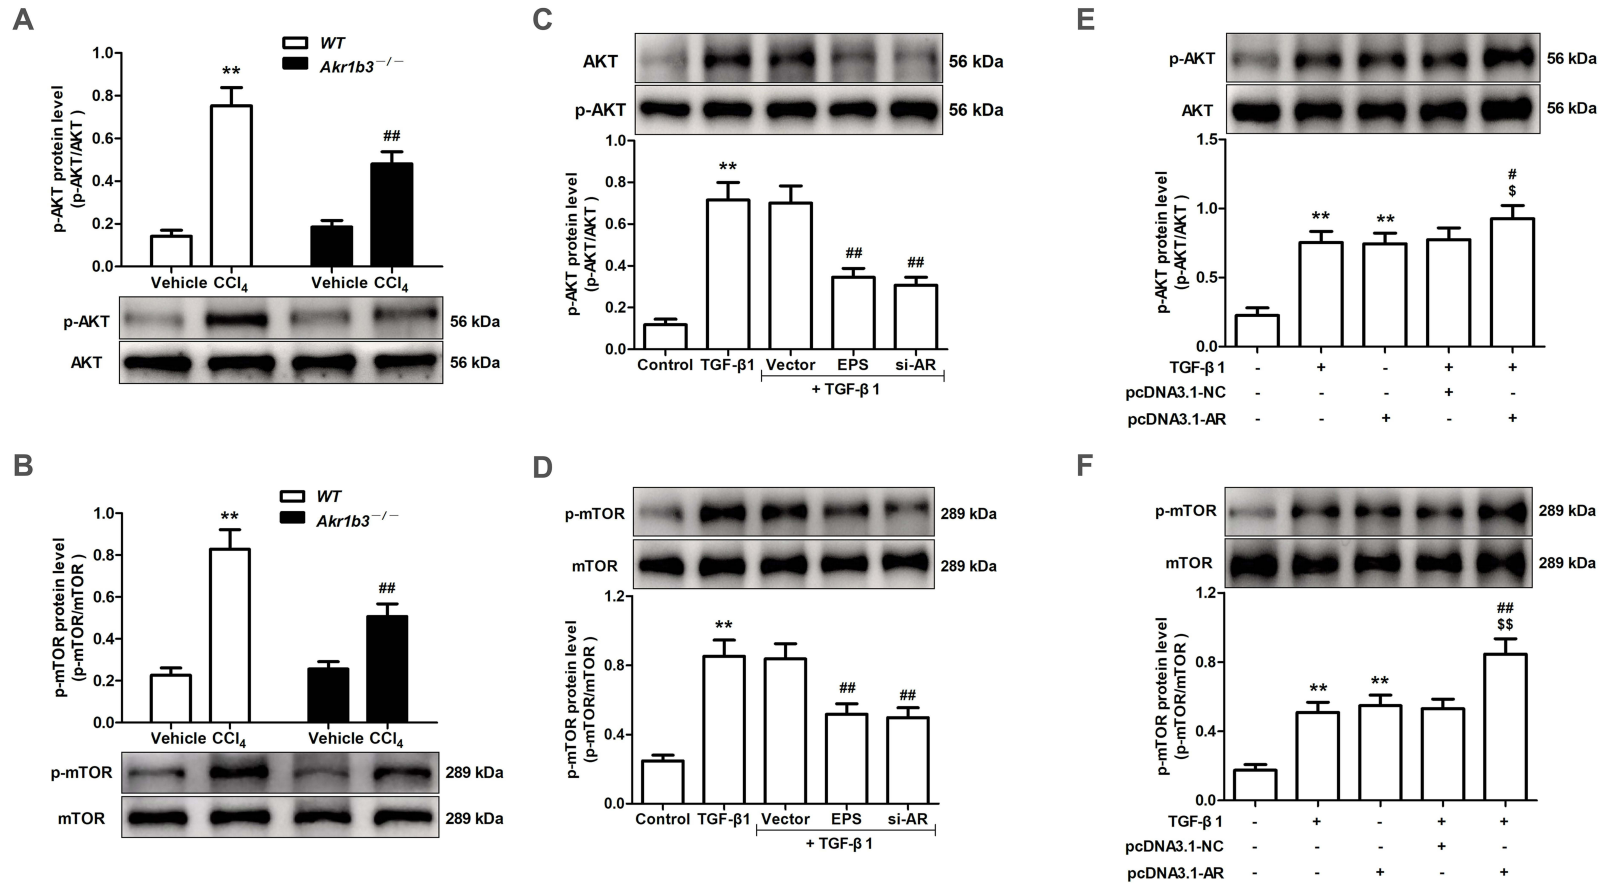 A
WT
Akr1b3−/−
p-AKT protein level
(p-AKT/AKT )
1.0
0.8
0.6
0.4
0.2
0.0
**
##
Vehicle CCl4 Vehicle CCl4
p-AKT 56 kDa
AKT 56 kDa
B
WT
Akr1b3−/−
p-mTOR protein level
(p-mTOR/mTOR )
1.0
0.8
0.6
0.4
0.2
0.0
**
##
Vehicle CCl4 Vehicle CCl4
p-mTOR 289 kDa
mTOR 289 kDa
C
AKT 56 kDa
p-AKT 56 kDa
p-AKT protein level
(p-AKT/AKT )
1.0
0.8
0.6
0.4
0.2
0.0
**
## ##
Control TGF-β1 Vector EPS si-AR
+ TGF-β 1
D
p-mTOR 289 kDa
mTOR 289 kDa
p-mTOR protein level
(p-mTOR/mTOR )
1.2
0.8
0.4
0.0
**
## ##
Control TGF-β1 Vector EPS si-AR
+ TGF-β 1
E
p-AKT 56 kDa
AKT 56 kDa
p-AKT protein level
(p-AKT/AKT )
1.5
1.0
0.5
0.0
** **
#
$
TGF-β 1 - + - + +
pcDNA3.1-NC - - - + -
pcDNA3.1-AR - - + - +
F
p-mTOR 289 kDa
mTOR 289 kDa
p-mTOR protein level
(p-mTOR/mTOR )
1.2
0.8
0.4
0.0
** **
##
$$
TGF-β 1 - + - + +
pcDNA3.1-NC - - - + -
pcDNA3.1-AR - - + - +